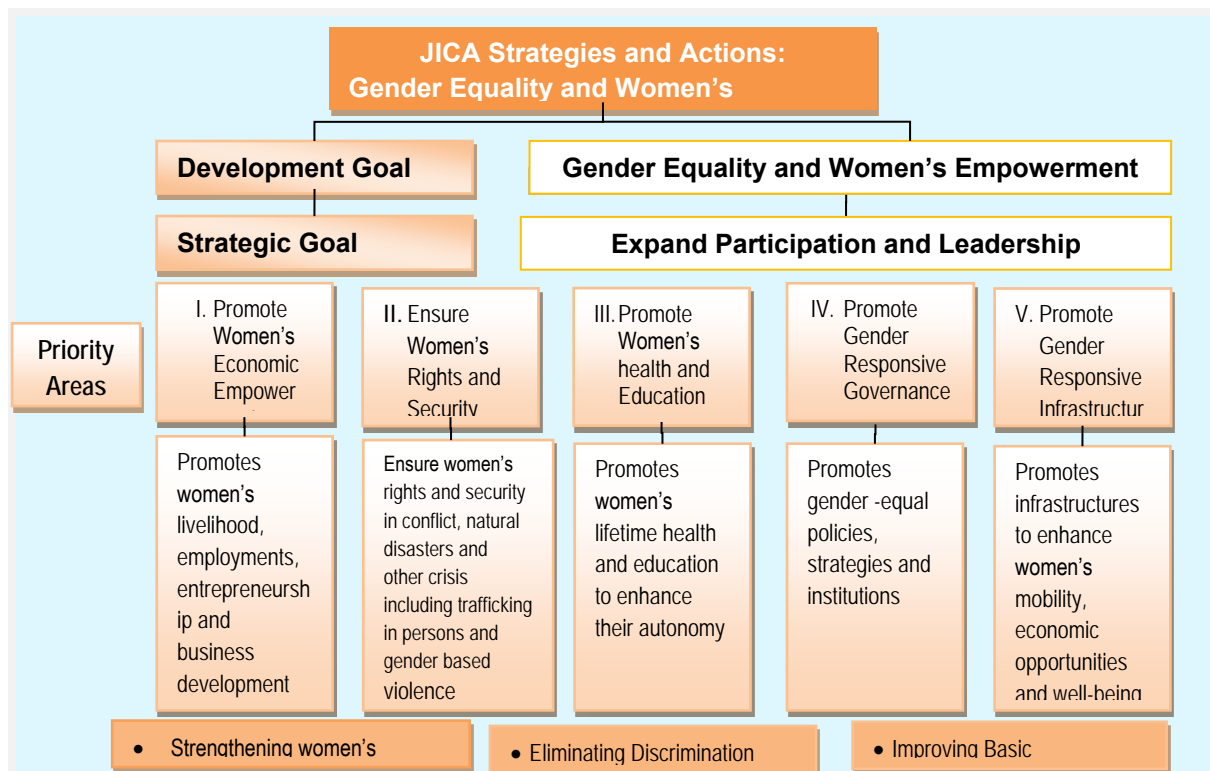 JICA Strategies and Actions:
Gender Equality and Women’s
Development Goal
Gender Equality and Women’s Empowerment
Strategic Goal
Expand Participation and Leadership
Priority
Areas
I. Promote
Women’s
Economic
Empower
II. Ensure
Women’s
Rights and
Security
III. Promote
Women’s
health and
Education
IV. Promote
Gender
Responsive
Governance
V. Promote
Gender
Responsive
Infrastructur
Promotes
women’s
livelihood,
employments,
entrepreneursh
ip and
business
development
Ensure women’s
rights and security
in conflict, natural
disasters and
other crisis
including trafficking
in persons and
gender based
violence
Promotes
women’s
lifetime health
and education
to enhance
their autonomy
Promotes
gender -equal
policies,
strategies and
institutions
Promotes
infrastructures
to enhance
women’s
mobility,
economic
opportunities
and well-being
• Strengthening women’s
• Eliminating Discrimination
• Improving Basic